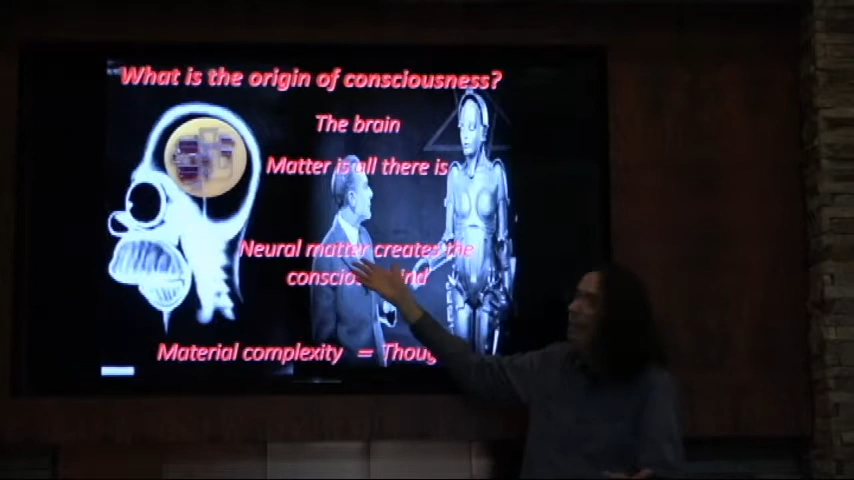 What is the origin of consciousness?
The brain
Matter is all there is
Neural matter creates the
Material complexity = Thoug